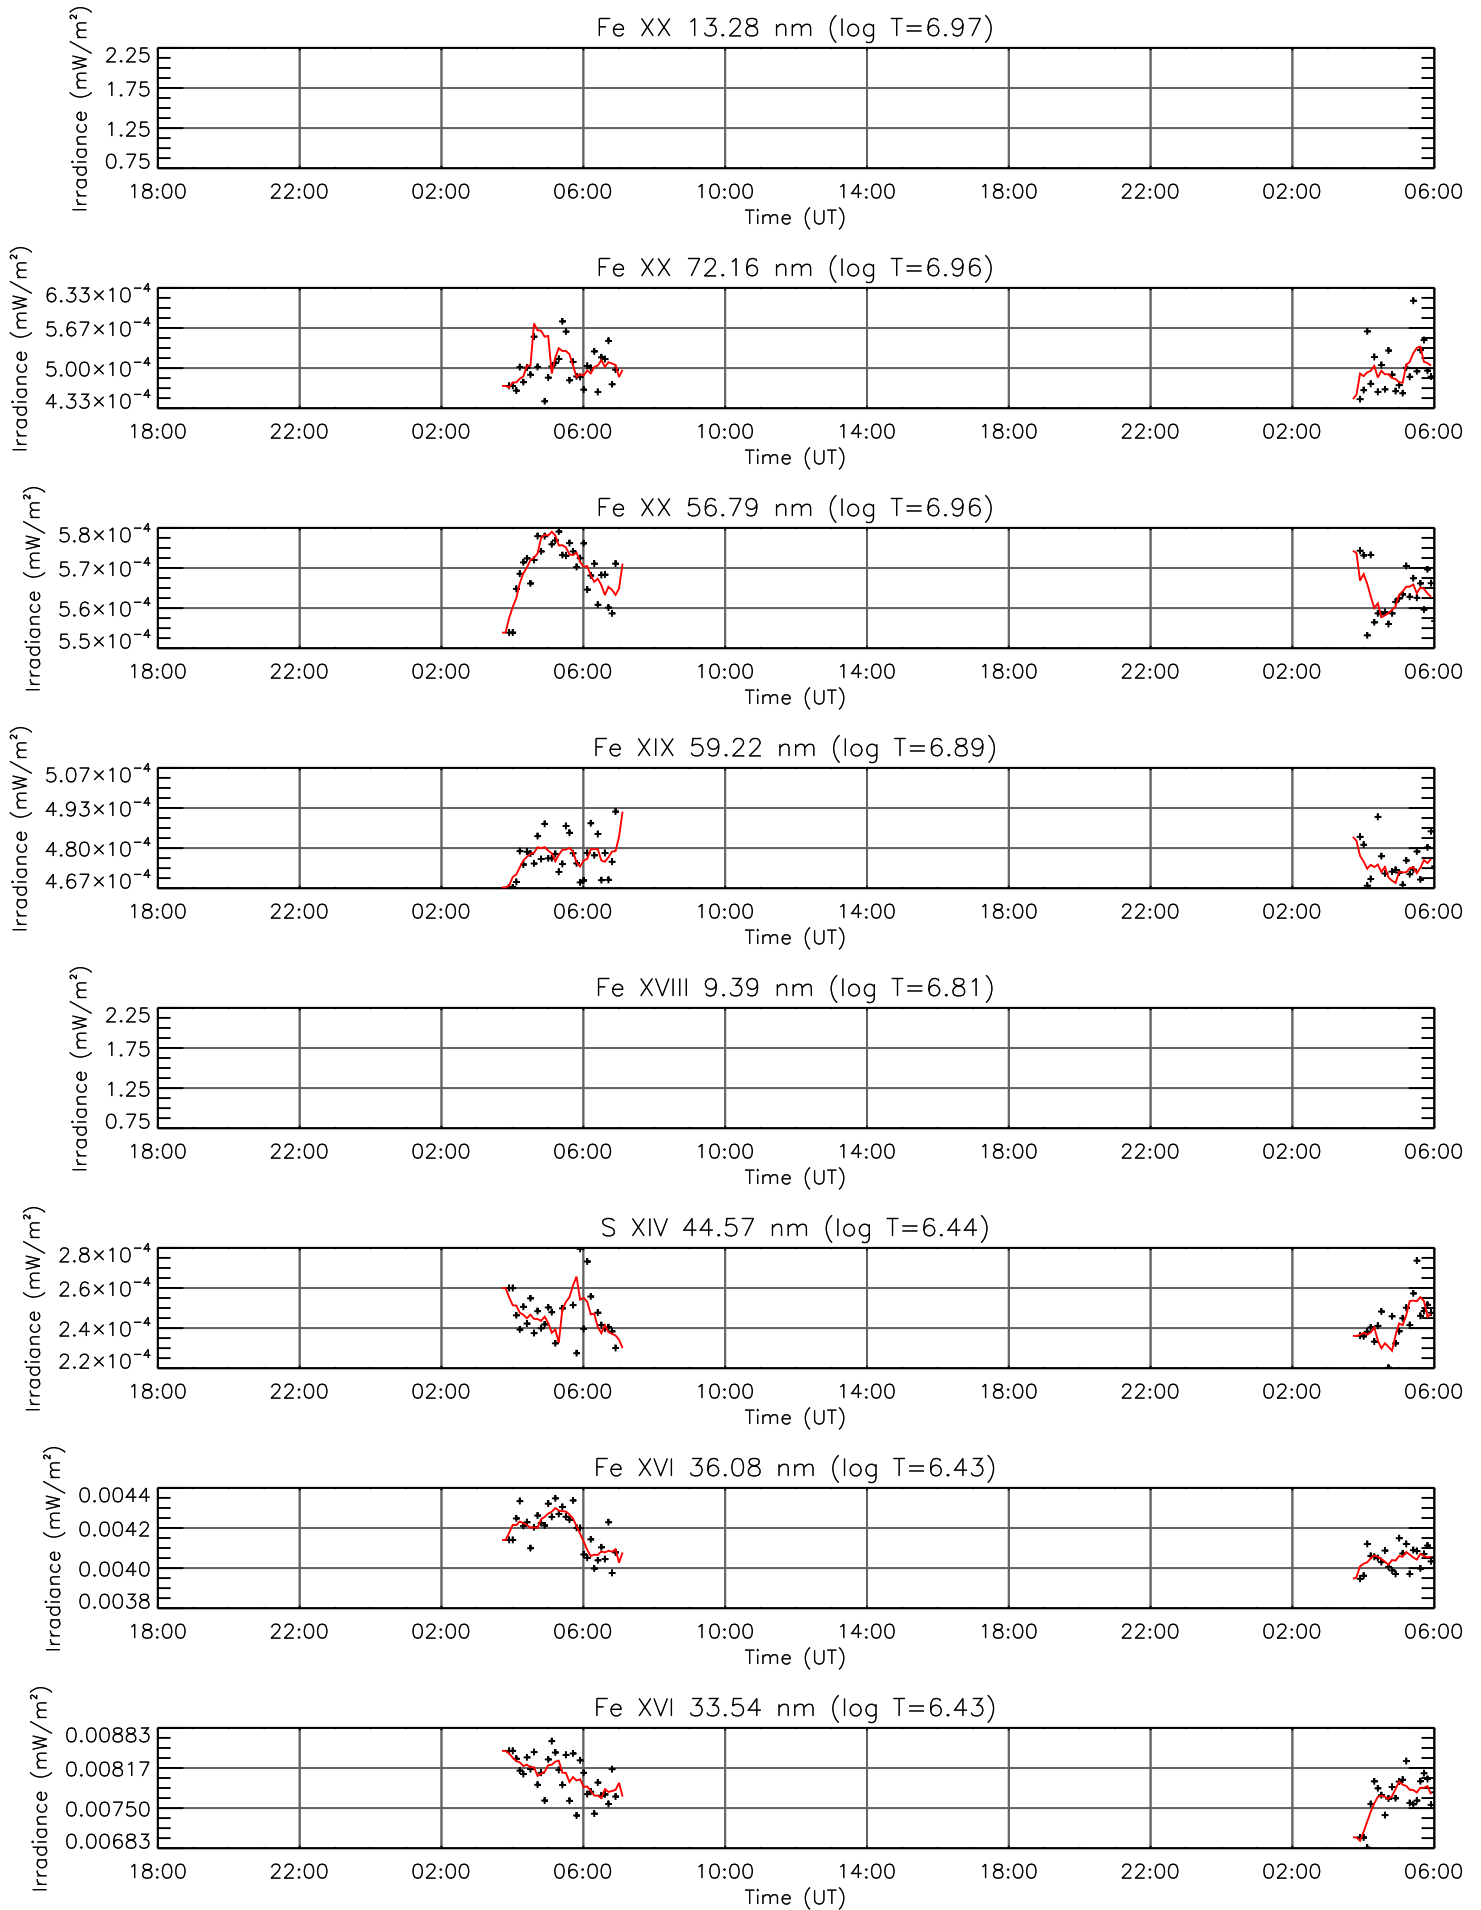 Fe XX 13.28 nm (log T=6.97)
Irradiance (mW/m²)
2.25
1.75
1.25
0.75
18:00 22:00 02:00 06:00 10:00 14:00 18:00 22:00 02:00 06:00
Time (UT)
Fe XX 72.16 nm (log T=6.96)
Irradiance (mW/m²)
6.33×10⁻⁴
5.67×10⁻⁴
5.00×10⁻⁴
4.33×10⁻⁴
18:00 22:00 02:00 06:00 10:00 14:00 18:00 22:00 02:00 06:00
Time (UT)
Fe XX 56.79 nm (log T=6.96)
Irradiance (mW/m²)
5.8×10⁻⁴
5.7×10⁻⁴
5.6×10⁻⁴
5.5×10⁻⁴
18:00 22:00 02:00 06:00 10:00 14:00 18:00 22:00 02:00 06:00
Time (UT)
Fe XIX 59.22 nm (log T=6.89)
Irradiance (mW/m²)
5.07×10⁻⁴
4.93×10⁻⁴
4.80×10⁻⁴
4.67×10⁻⁴
18:00 22:00 02:00 06:00 10:00 14:00 18:00 22:00 02:00 06:00
Time (UT)
Fe XVIII 9.39 nm (log T=6.81)
Irradiance (mW/m²)
2.25
1.75
1.25
0.75
18:00 22:00 02:00 06:00 10:00 14:00 18:00 22:00 02:00 06:00
Time (UT)
S XIV 44.57 nm (log T=6.44)
Irradiance (mW/m²)
2.8×10⁻⁴
2.6×10⁻⁴
2.4×10⁻⁴
2.2×10⁻⁴
18:00 22:00 02:00 06:00 10:00 14:00 18:00 22:00 02:00 06:00
Time (UT)
Fe XVI 36.08 nm (log T=6.43)
Irradiance (mW/m²)
0.0044
0.0042
0.0040
0.0038
18:00 22:00 02:00 06:00 10:00 14:00 18:00 22:00 02:00 06:00
Time (UT)
Fe XVI 33.54 nm (log T=6.43)
Irradiance (mW/m²)
0.00883
0.00817
0.00750
0.00683
18:00 22:00 02:00 06:00 10:00 14:00 18:00 22:00 02:00 06:00
Time (UT)